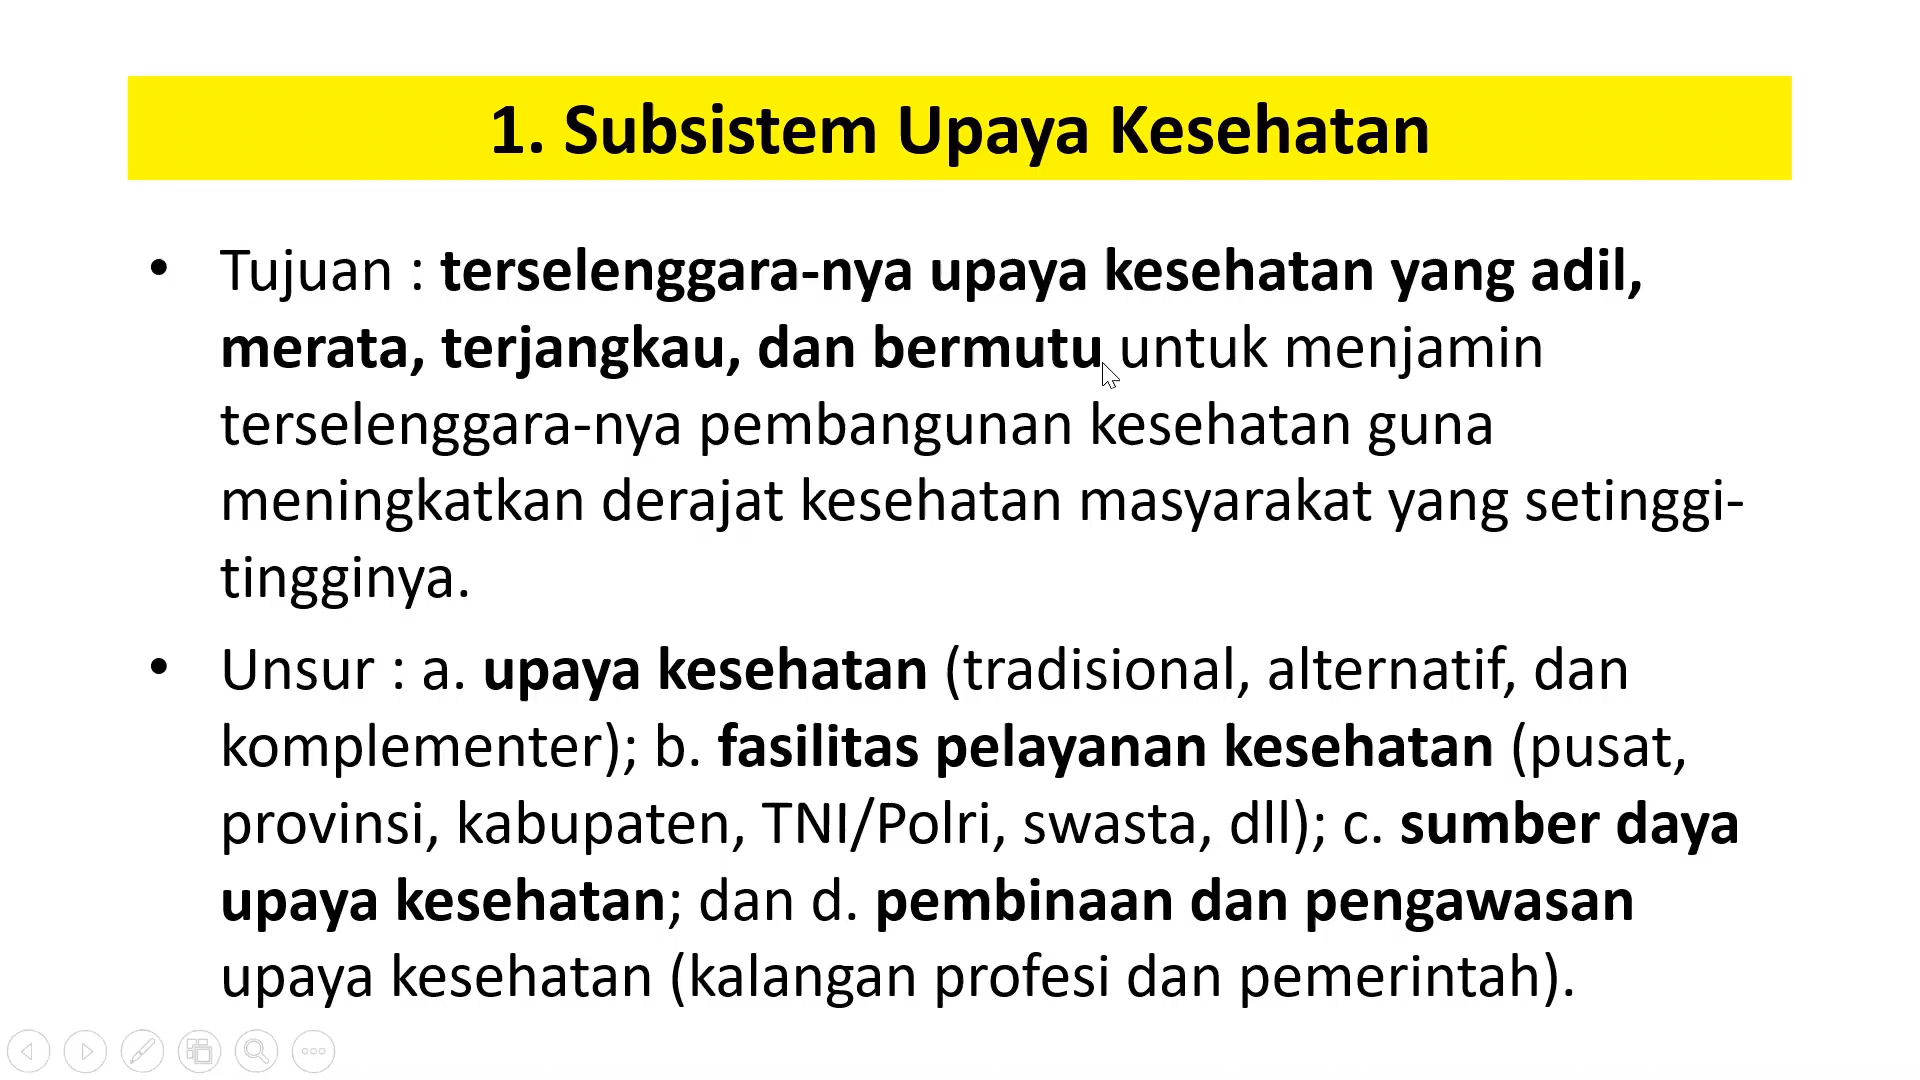 1. Subsistem Upaya Kesehatan
• Tujuan : terselenggara-nya upaya kesehatan yang adil,
merata, terjangkau, dan bermutu untuk menjamin
terselenggara-nya pembangunan kesehatan guna
meningkatkan derajat kesehatan masyarakat yang setinggi-
tingginya.
• Unsur : a. upaya kesehatan (tradisional, alternatif, dan
komplementer); b. fasilitas pelayanan kesehatan (pusat,
provinsi, kabupaten, TNI/Polri, swasta, dll); c. sumber daya
upaya kesehatan; dan d. pembinaan dan pengawasan
upaya kesehatan (kalangan profesi dan pemerintah).